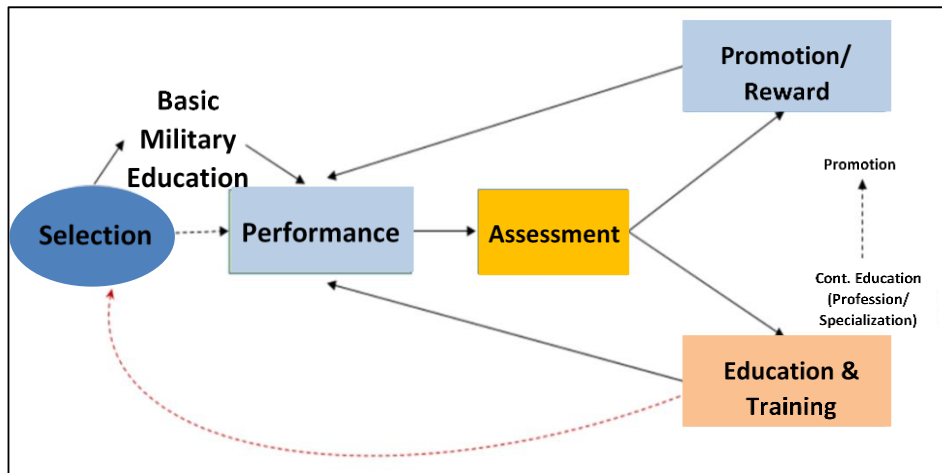 Basic
Military
Education
Selection
Performance
Assessment
Promotion/
Reward
Promotion
Cont. Education
(Profession/
Specialization)
Education &
Training